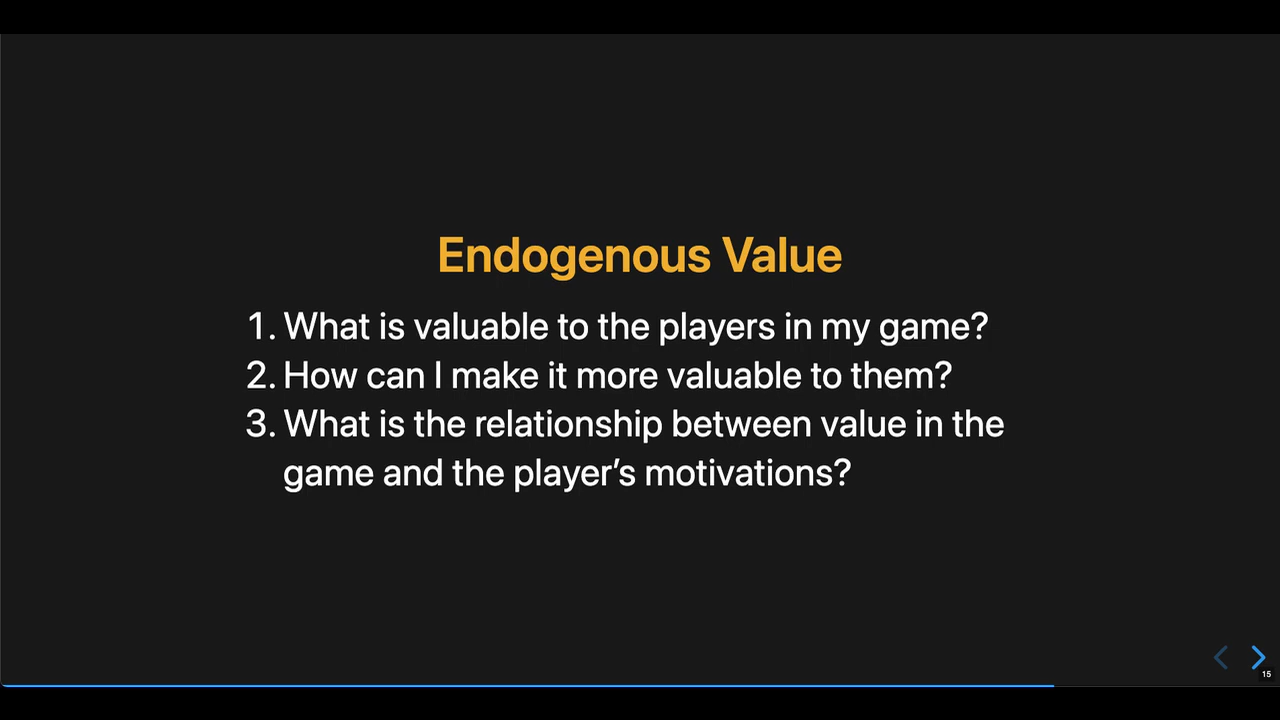 Endogenous Value
1. What is valuable to the players in my game?
2. How can I make it more valuable to them?
3. What is the relationship between value in the
game and the player’s motivations?
15